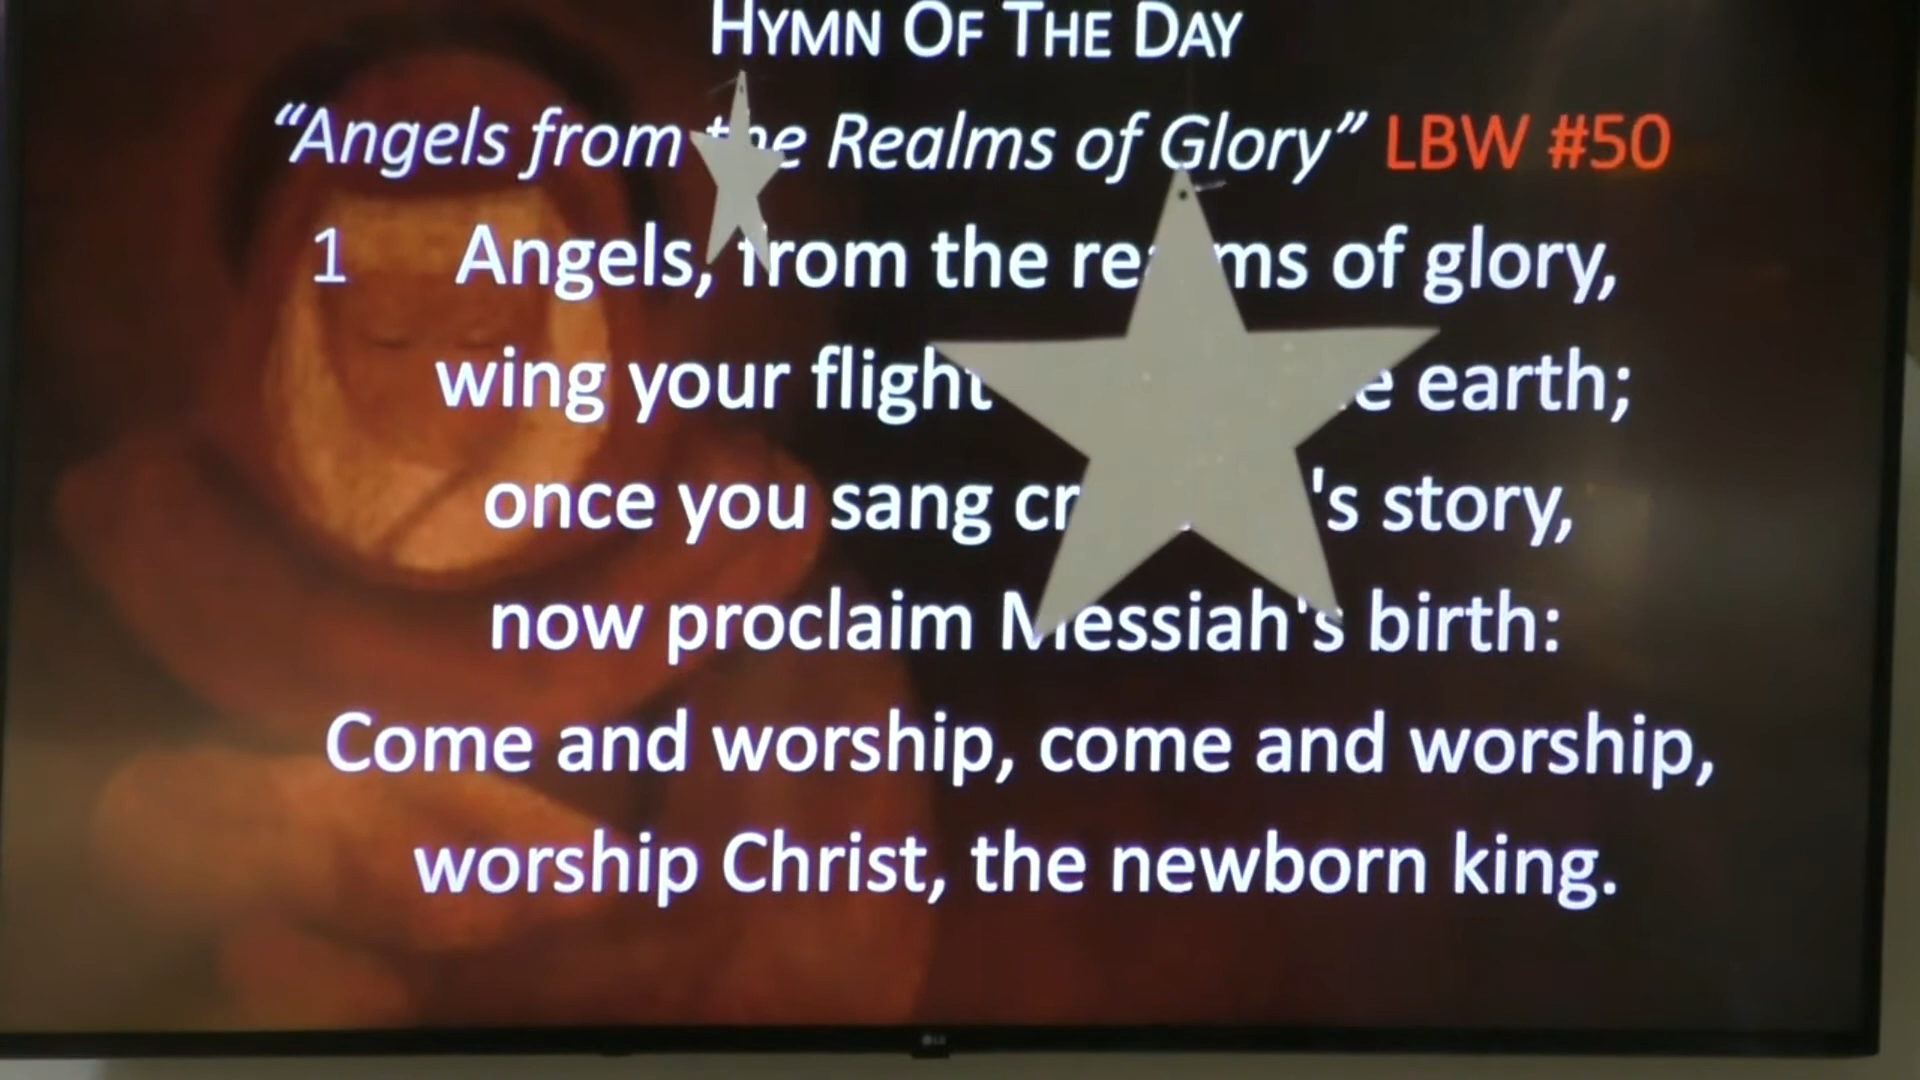 HYMN OF THE DAY
“Angels from the Realms of Glory” LBW #50
1 Angels, from the realms of glory,
wing your flight earth;
once you sang story,
now proclaim Messiah's birth:
Come and worship, come and worship,
worship Christ, the newborn king.
LG